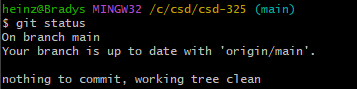 heinz@Bradys MINGW32 /c/csd/csd-325 (main)
$ git status
On branch main
Your branch is up to date with 'origin/main'.
nothing to commit, working tree clean